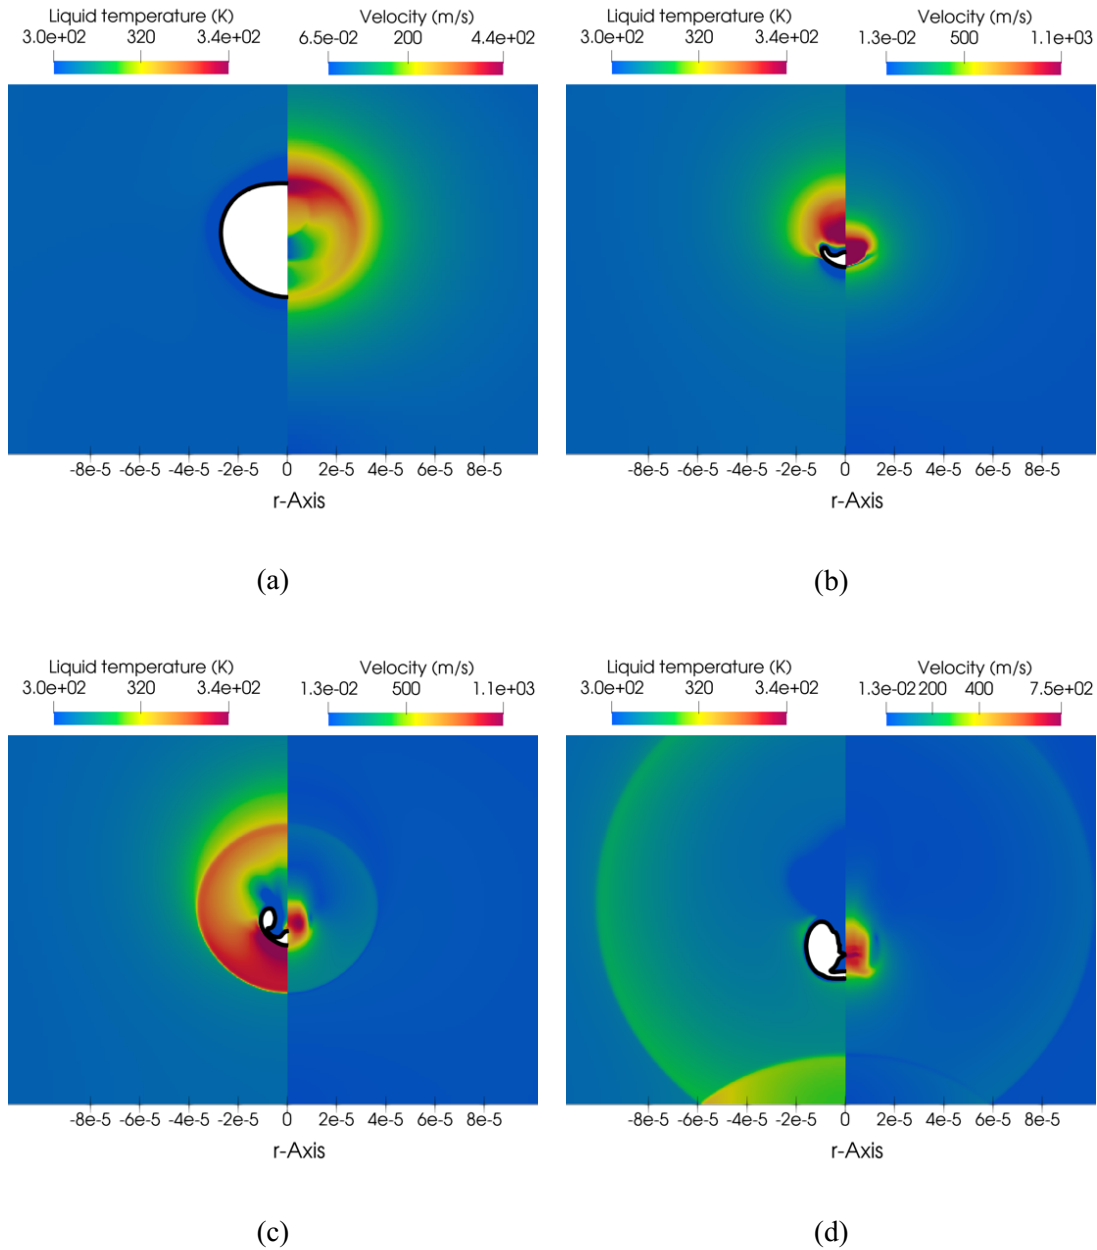 Liquid temperature (K) Velocity (m/s)
3.0e+02 320 3.4e+02 6.5e-02 200 4.4e+02
-8e-5 -6e-5 -4e-5 -2e-5 0 2e-5 4e-5 6e-5 8e-5
r-Axis
(a)
Liquid temperature (K) Velocity (m/s)
3.0e+02 320 3.4e+02 1.3e-02 500 1.1e+03
-8e-5 -6e-5 -4e-5 -2e-5 0 2e-5 4e-5 6e-5 8e-5
r-Axis
(b)
Liquid temperature (K) Velocity (m/s)
3.0e+02 320 3.4e+02 1.3e-02 500 1.1e+03
-8e-5 -6e-5 -4e-5 -2e-5 0 2e-5 4e-5 6e-5 8e-5
r-Axis
(c)
Liquid temperature (K) Velocity (m/s)
3.0e+02 320 3.4e+02 1.3e-02 200 400 7.5e+02
-8e-5 -6e-5 -4e-5 -2e-5 0 2e-5 4e-5 6e-5 8e-5
r-Axis
(d)